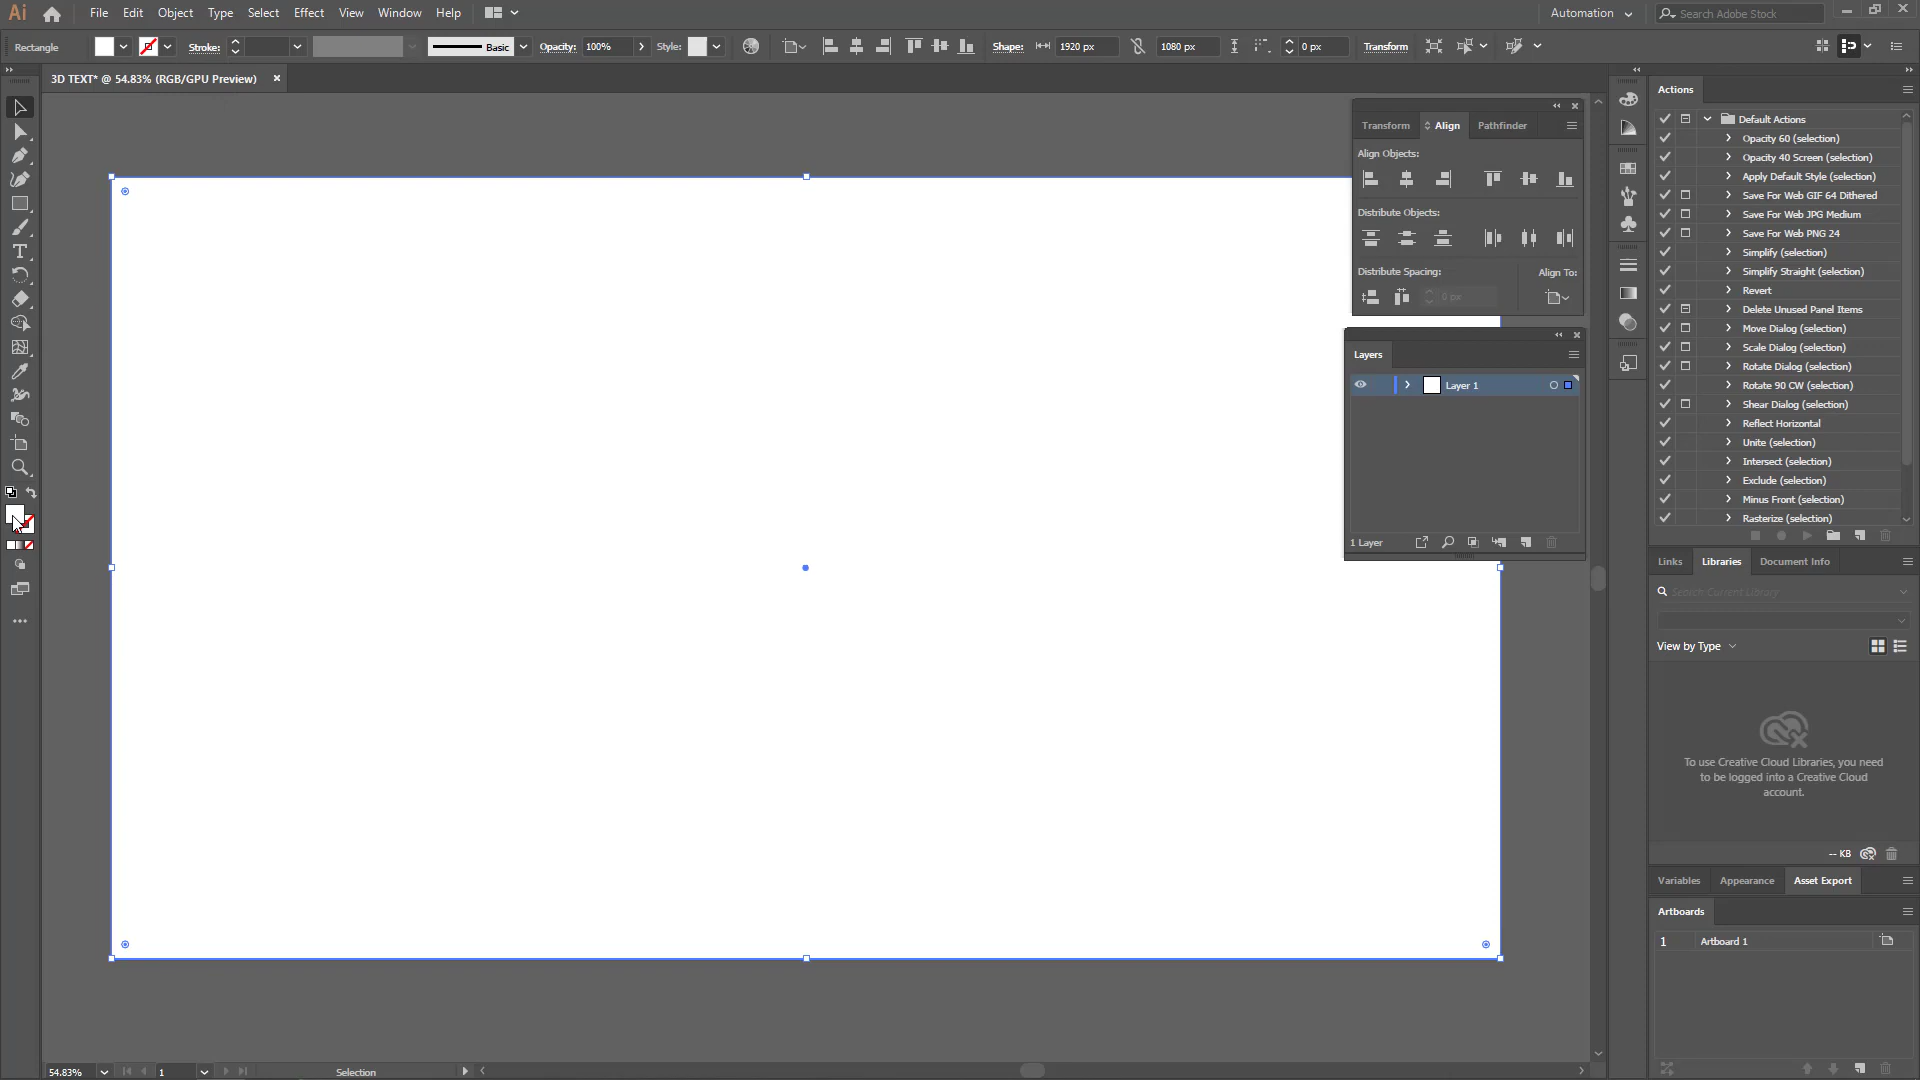 Ai File Edit Object Type Select Effect View Window Help Automation Search Adobe Stock
Rectangle Stroke: Basic Opacity: 100% Style: Shape: 1920 px 1080 px 0 px Transform
3D TEXT* @ 54.83% (RGB/GPU Preview)
Transform Align Pathfinder
Align Objects:
Distribute Objects:
Distribute Spacing: Align To:
0 px
Layers
Layer 1
1 Layer
Actions
Default Actions
Opacity 60 (selection)
Opacity 40 Screen (selection)
Apply Default Style (selection)
Save For Web GIF 64 Dithered
Save For Web JPG Medium
Save For Web PNG 24
Simplify (selection)
Simplify Straight (selection)
Revert
Delete Unused Panel Items
Move Dialog (selection)
Scale Dialog (selection)
Rotate Dialog (selection)
Rotate 90 CW (selection)
Shear Dialog (selection)
Reflect Horizontal
Unite (selection)
Intersect (selection)
Exclude (selection)
Minus Front (selection)
Rasterize (selection)
Links Libraries Document Info
Search Current Library
View by Type
To use Creative Cloud Libraries, you need
to be logged into a Creative Cloud
account.
-- KB
Variables Appearance Asset Export
Artboards
1 Artboard 1
54.83% 1 Selection